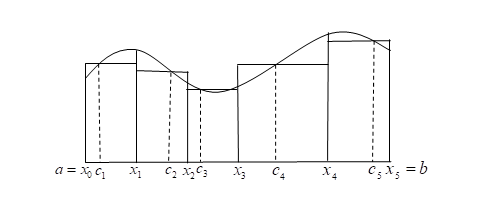 a = x₀ c₁ x₁ c₂ x₂ c₃ x₃ c₄ x₄ c₅ x₅ = b